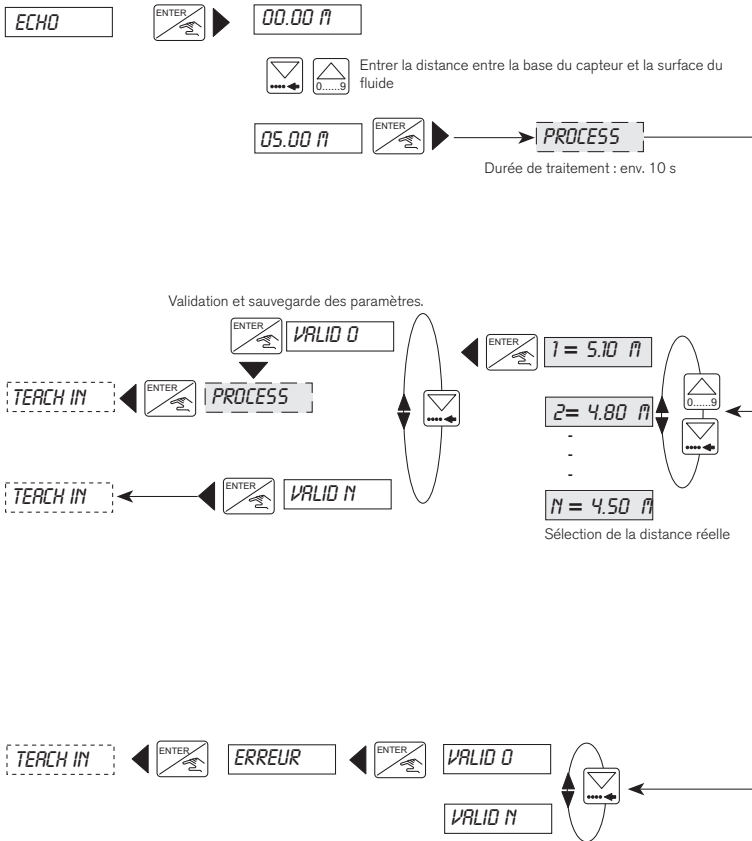 ECHO
ENTER
00.00 M
0......9
Entrer la distance entre la base du capteur et la surface du
fluide
05.00 M
ENTER
PROCESS
Durée de traitement : env. 10 s
Validation et sauvegarde des paramètres.
ENTER
VALID O
ENTER
1 = 5.10 M
TEACH IN
ENTER
PROCESS
2= 4.80 M
0......9
-
-
-
TEACH IN
ENTER
VALID N
N = 4.50 M
Sélection de la distance réelle
TEACH IN
ENTER
ERREUR
ENTER
VALID O
VALID N